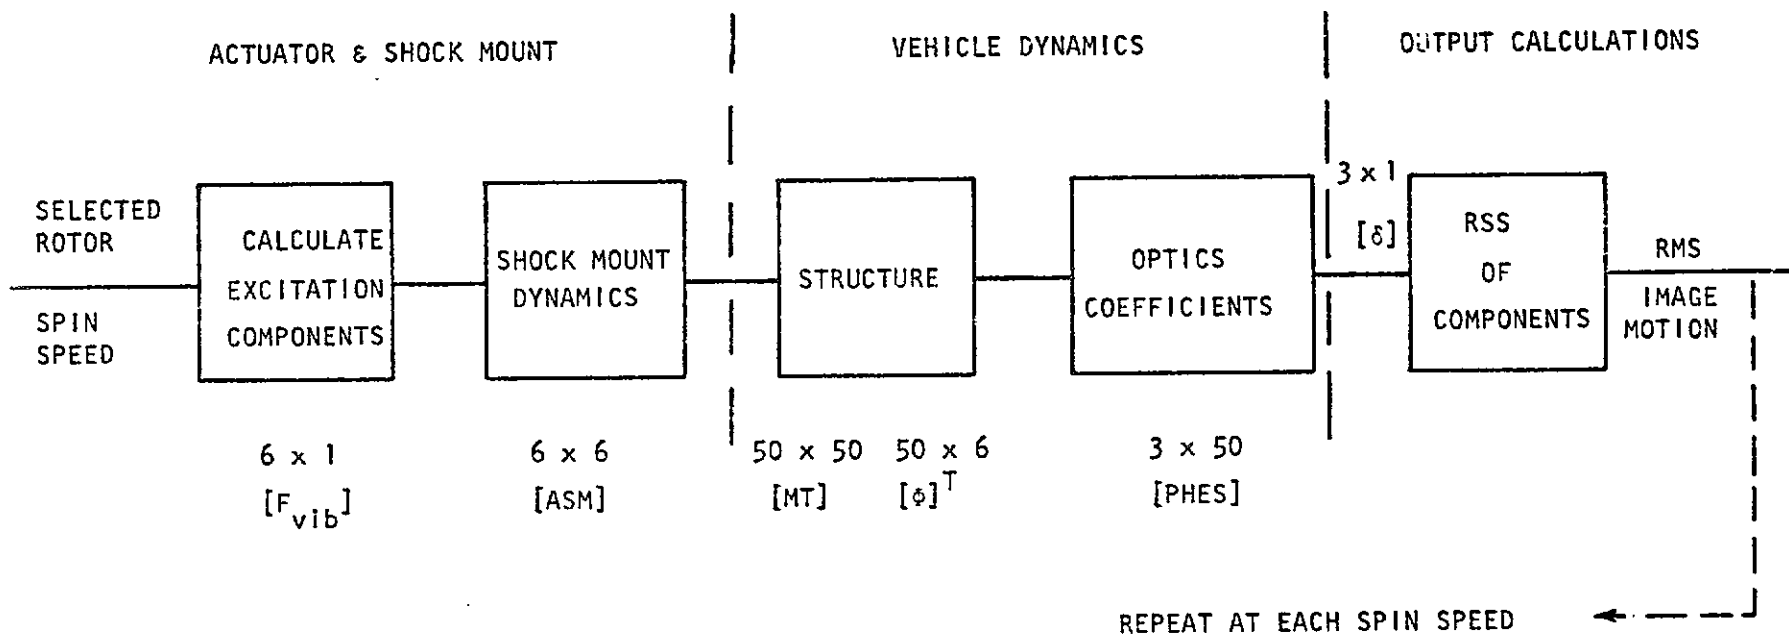 ACTUATOR & SHOCK MOUNT
VEHICLE DYNAMICS
OUTPUT CALCULATIONS
SELECTED
ROTOR
SPIN
SPEED
CALCULATE
EXCITATION
COMPONENTS
SHOCK MOUNT
DYNAMICS
STRUCTURE
OPTICS
COEFFICIENTS
3 x 1
[δ]
RSS
OF
COMPONENTS
RMS
IMAGE
MOTION
6 x 1
[F_vib]
6 x 6
[ASM]
50 x 50
[MT]
50 x 6
[ϕ]^T
3 x 50
[PHES]
REPEAT AT EACH SPIN SPEED